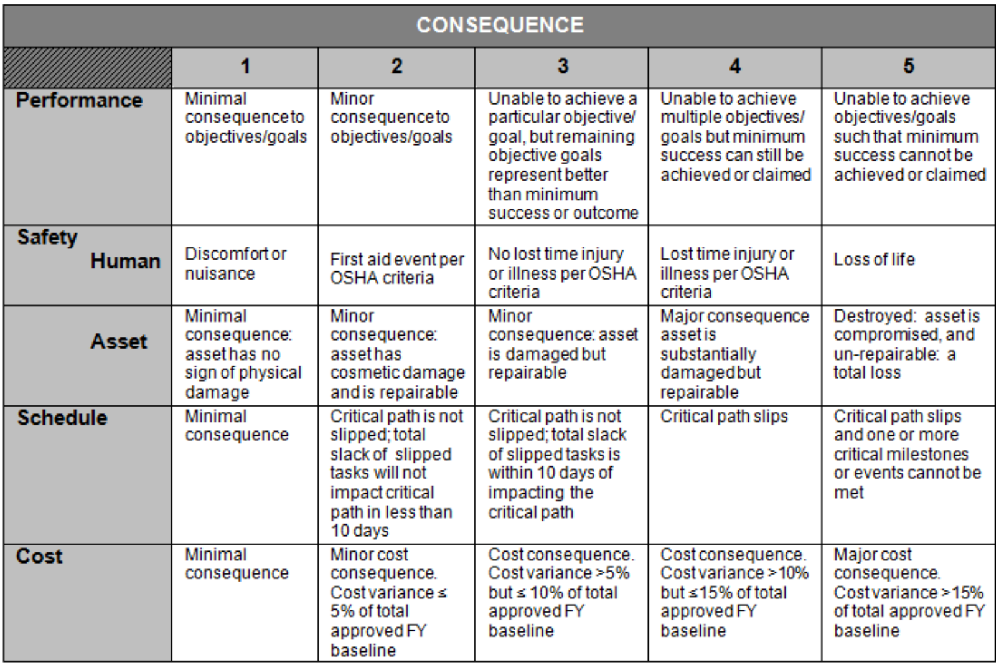 CONSEQUENCE
1
2
3
4
5
Performance
Minimal
consequence to
objectives/goals
Minor
consequence to
objectives/goals
Unable to achieve a
particular objective/
goal, but remaining
objective goals
represent better
than minimum
success or outcome
Unable to achieve
multiple objectives/
goals but minimum
success can still be
achieved or claimed
Unable to achieve
objectives/goals
such that minimum
success cannot be
achieved or claimed
Safety
Human
Discomfort or
nuisance
First aid event per
OSHA criteria
No lost time injury
or illness per OSHA
criteria
Lost time injury or
illness per OSHA
criteria
Loss of life
Asset
Minimal
consequence:
asset has no
sign of physical
damage
Minor
consequence:
asset has
cosmetic damage
and is repairable
Minor
consequence: asset
is damaged but
repairable
Major consequence
asset is
substantially
damaged but
repairable
Destroyed: asset is
compromised, and
un-repairable: a
total loss
Schedule
Minimal
consequence
Critical path is not
slipped; total
slack of slipped
tasks will not
impact critical
path in less than
10 days
Critical path is not
slipped; total slack
of slipped tasks is
within 10 days of
impacting the
critical path
Critical path slips
Critical path slips
and one or more
critical milestones
or events cannot be
met
Cost
Minimal
consequence
Minor cost
consequence.
Cost variance ≤
5% of total
approved FY
baseline
Cost consequence.
Cost variance >5%
but ≤ 10% of total
approved FY
baseline
Cost consequence.
Cost variance >10%
but ≤15% of total
approved FY
baseline
Major cost
consequence.
Cost variance >15%
of total approved FY
baseline